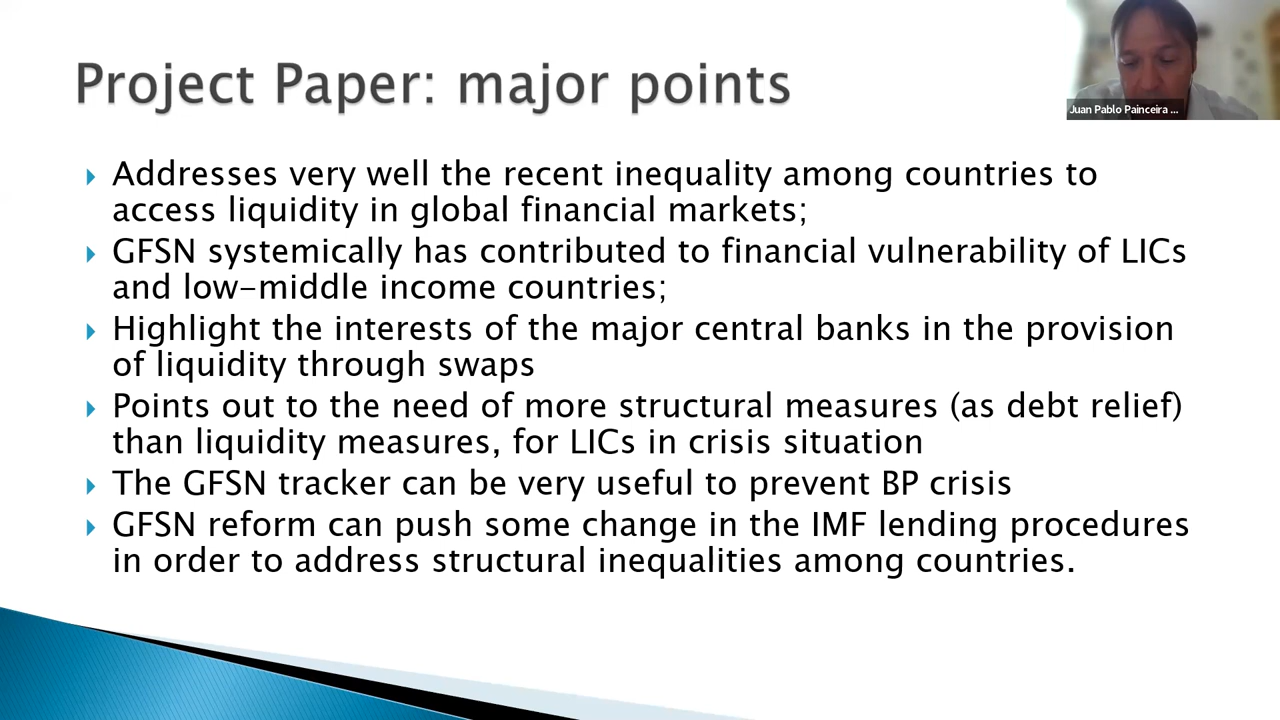 Project Paper: major points
Juan Pablo Painceira ...
Addresses very well the recent inequality among countries to
access liquidity in global financial markets;
GFSN systemically has contributed to financial vulnerability of LICs
and low-middle income countries;
Highlight the interests of the major central banks in the provision
of liquidity through swaps
Points out to the need of more structural measures (as debt relief)
than liquidity measures, for LICs in crisis situation
The GFSN tracker can be very useful to prevent BP crisis
GFSN reform can push some change in the IMF lending procedures
in order to address structural inequalities among countries.